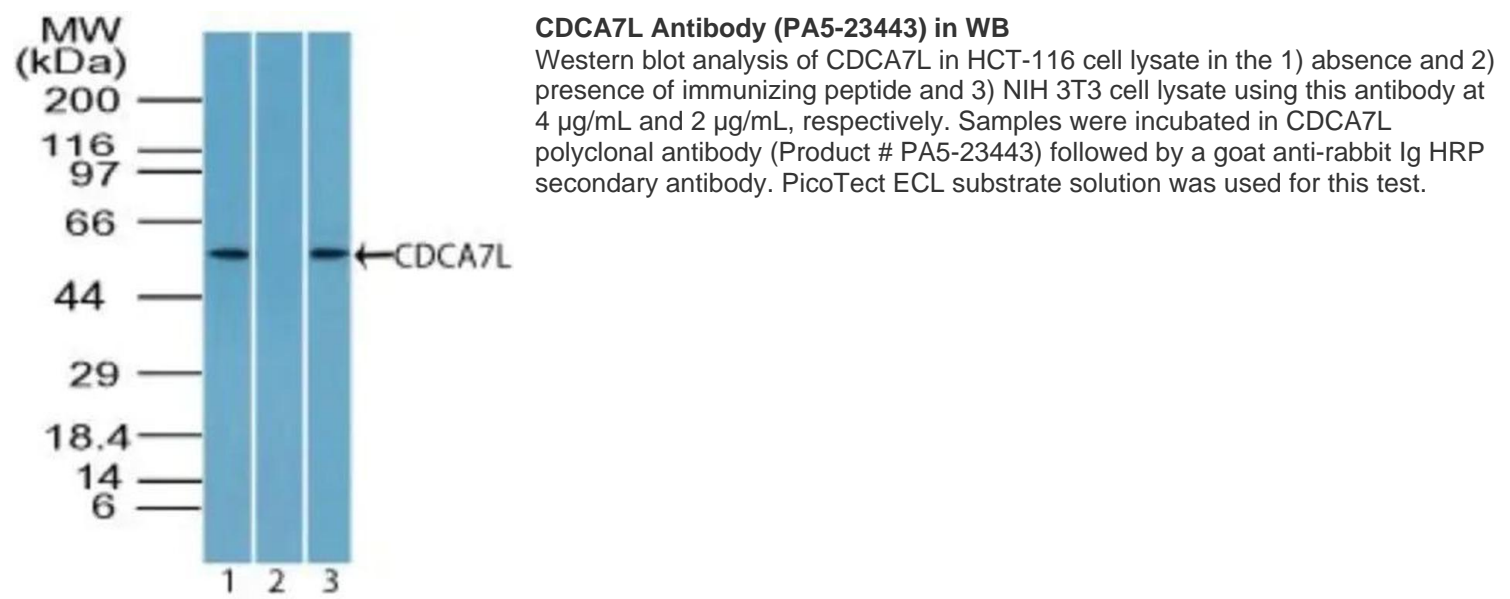 MW
(kDa)
200
116
97
66
44
29
18.4
14
6
CDCA7L
1 2 3
CDCA7L Antibody (PA5-23443) in WB
Western blot analysis of CDCA7L in HCT-116 cell lysate in the 1) absence and 2)
presence of immunizing peptide and 3) NIH 3T3 cell lysate using this antibody at
4 µg/mL and 2 µg/mL, respectively. Samples were incubated in CDCA7L
polyclonal antibody (Product # PA5-23443) followed by a goat anti-rabbit Ig HRP
secondary antibody. PicoTect ECL substrate solution was used for this test.